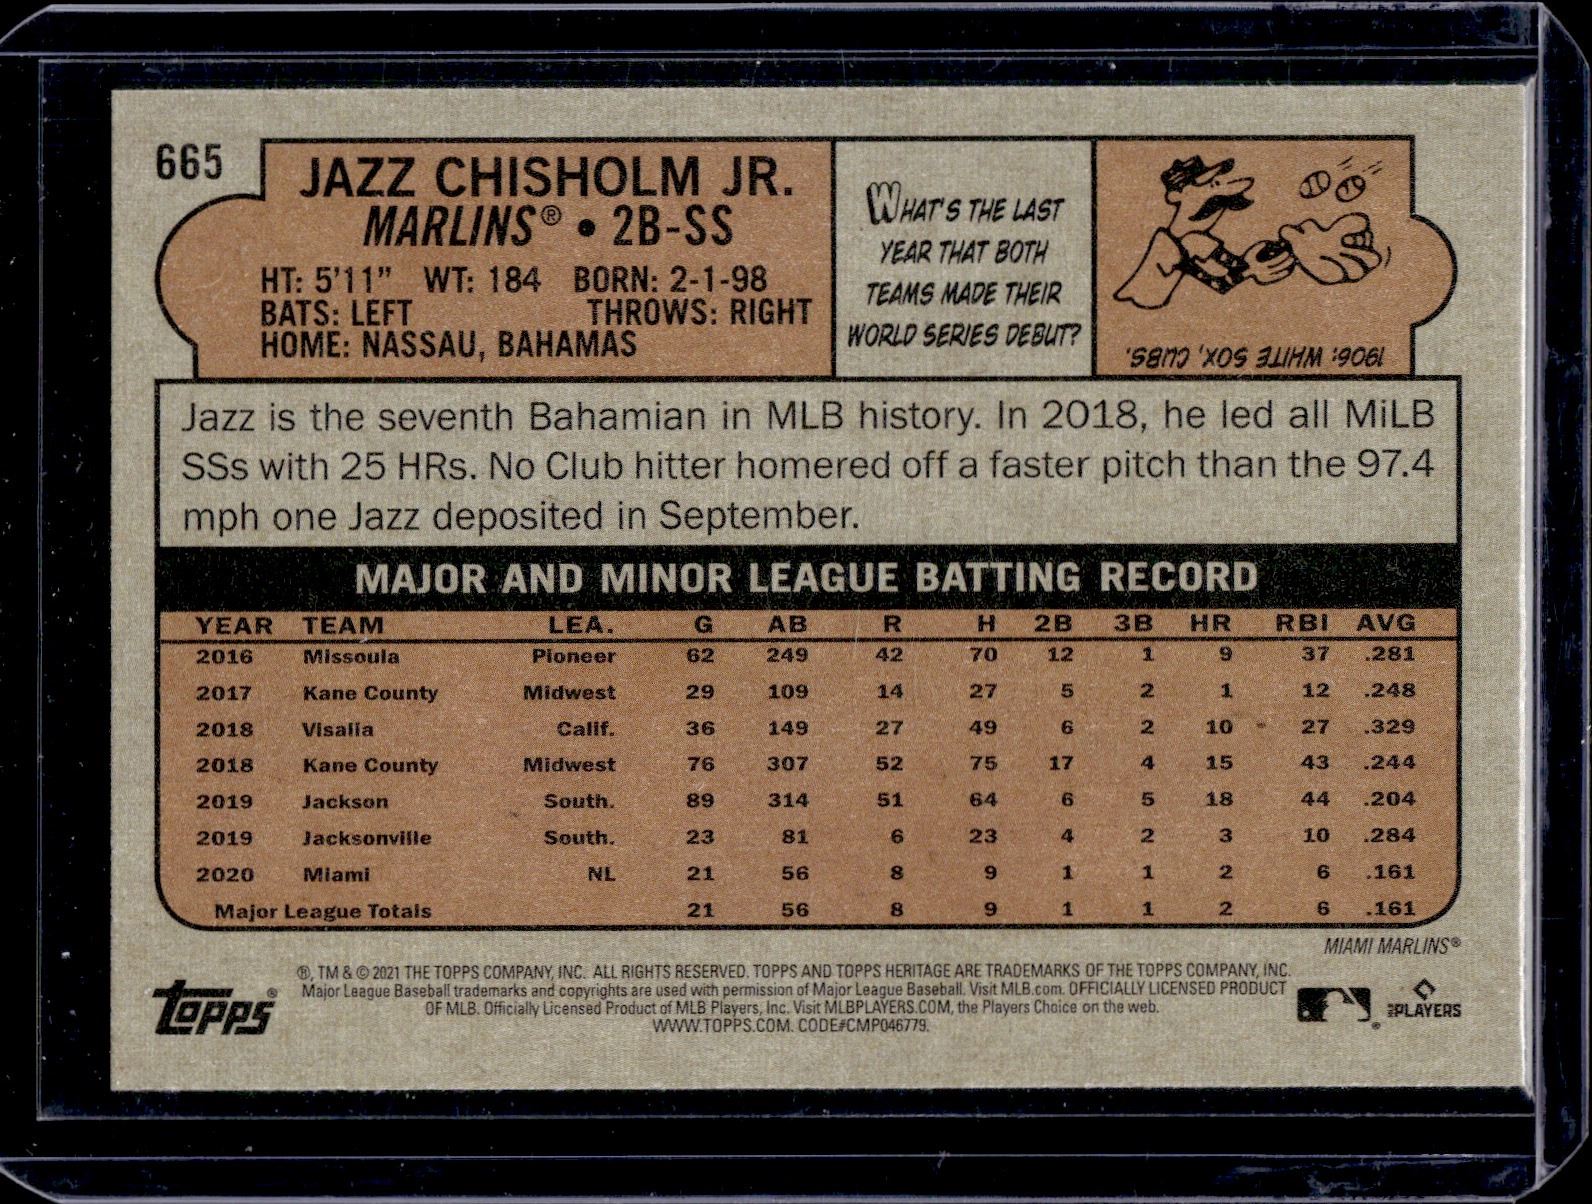 665
JAZZ CHISHOLM JR.
MARLINS® • 2B-SS
HT: 5'11" WT: 184 BORN: 2-1-98
BATS: LEFT THROWS: RIGHT
HOME: NASSAU, BAHAMAS
WHAT'S THE LAST
YEAR THAT BOTH
TEAMS MADE THEIR
WORLD SERIES DEBUT?
1906: WHITE SOX, CUBS.
Jazz is the seventh Bahamian in MLB history. In 2018, he led all MiLB
SSs with 25 HRs. No Club hitter homered off a faster pitch than the 97.4
mph one Jazz deposited in September.
MAJOR AND MINOR LEAGUE BATTING RECORD
YEAR TEAM LEA. G AB R H 2B 3B HR RBI AVG
2016 Missoula Pioneer 62 249 42 70 12 1 9 37 .281
2017 Kane County Midwest 29 109 14 27 5 2 1 12 .248
2018 Visalia Calif. 36 149 27 49 6 2 10 27 .329
2018 Kane County Midwest 76 307 52 75 17 4 15 43 .244
2019 Jackson South. 89 314 51 64 6 5 18 44 .204
2019 Jacksonville South. 23 81 6 23 4 2 3 10 .284
2020 Miami NL 21 56 8 9 1 1 2 6 .161
Major League Totals 21 56 8 9 1 1 2 6 .161
MIAMI MARLINS®
®, TM & © 2021 THE TOPPS COMPANY, INC. ALL RIGHTS RESERVED. TOPPS AND TOPPS HERITAGE ARE TRADEMARKS OF THE TOPPS COMPANY, INC.
Major League Baseball trademarks and copyrights are used with permission of Major League Baseball. Visit MLB.com. OFFICIALLY LICENSED PRODUCT
OF MLB. Officially Licensed Product of MLB Players, Inc. Visit MLBPLAYERS.COM, the Players Choice on the web.
WWW.TOPPS.COM. CODE#CMP046779.
topps®
MLB PLAYERS